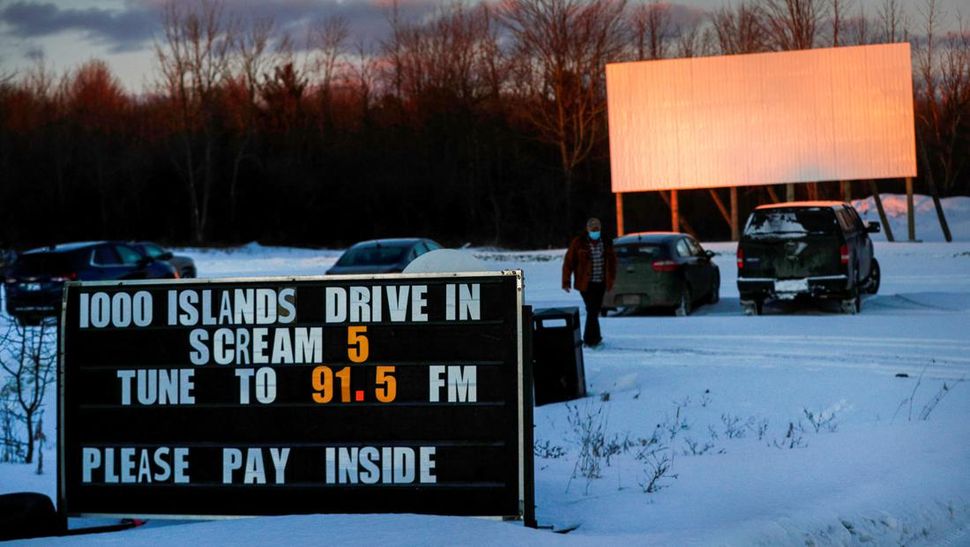 1000 ISLANDS DRIVE IN
SCREAM 5
TUNE TO 91.5 FM
PLEASE PAY INSIDE